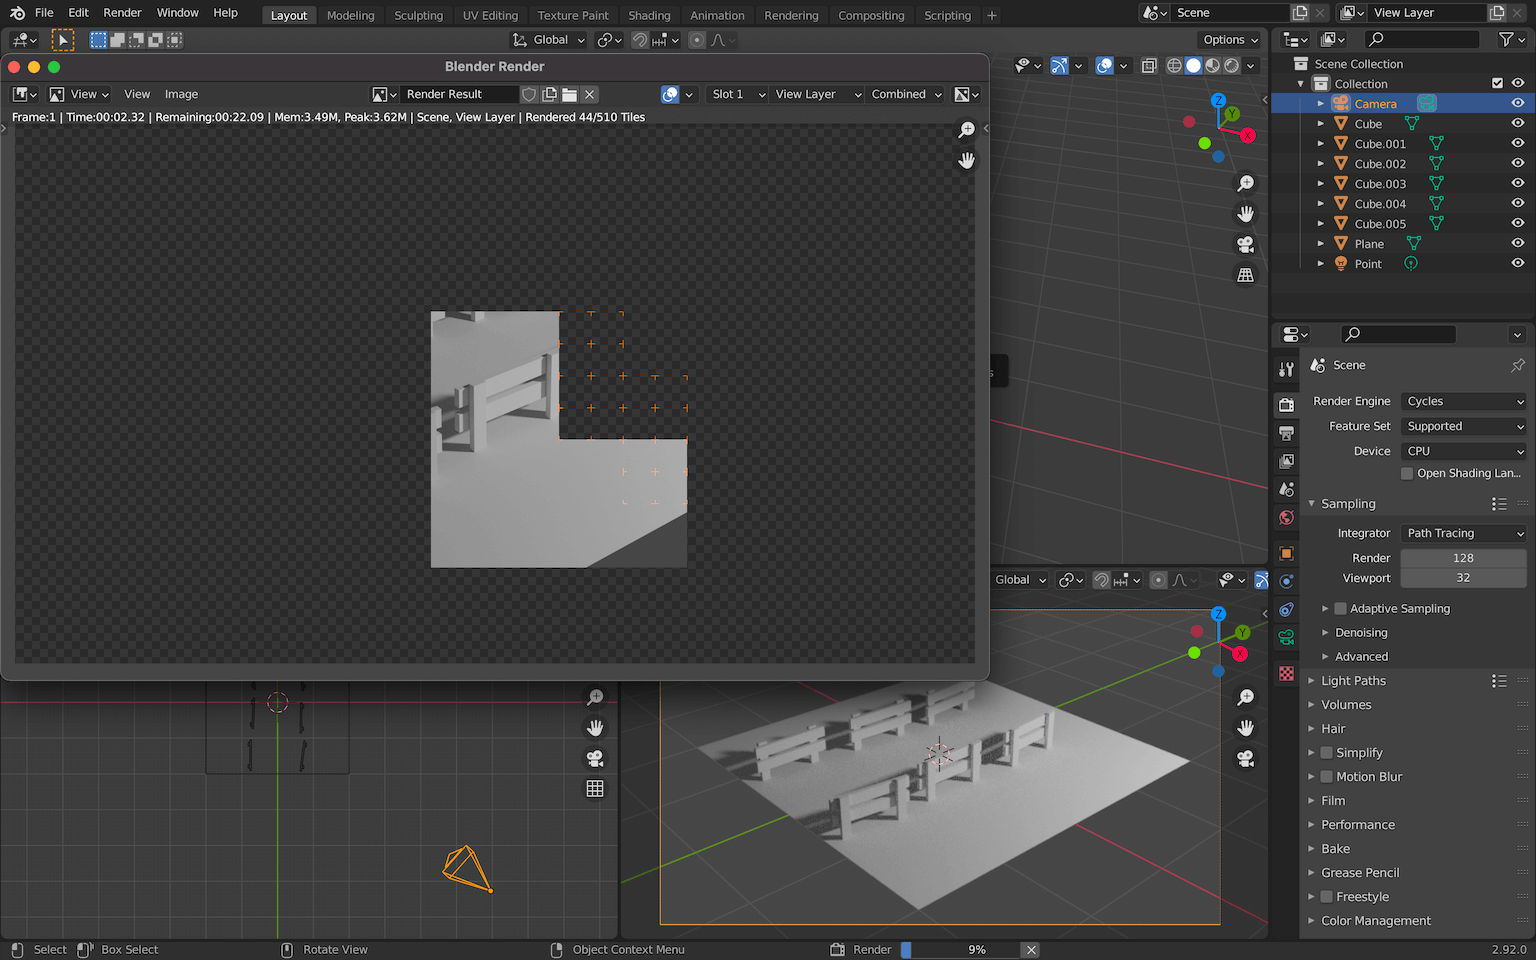 File Edit Render Window Help Layout Modeling Sculpting UV Editing Texture Paint Shading Animation Rendering Compositing Scripting + Scene View Layer
Global Options
Blender Render
View View Image Render Result Slot 1 View Layer Combined
Frame:1 | Time:00:02.32 | Remaining:00:22.09 | Mem:3.49M, Peak:3.62M | Scene, View Layer | Rendered 44/510 Tiles
Z
Y
X
s
Scene Collection
Collection
Camera
Cube
Cube.001
Cube.002
Cube.003
Cube.004
Cube.005
Plane
Point
Scene
Render Engine Cycles
Feature Set Supported
Device CPU
Open Shading Lan...
Sampling
Integrator Path Tracing
Render 128
Viewport 32
Adaptive Sampling
Denoising
Advanced
Light Paths
Volumes
Hair
Simplify
Motion Blur
Film
Performance
Bake
Grease Pencil
Freestyle
Color Management
Global
Z
Y
X
Select Box Select Rotate View Object Context Menu Render 9% 2.92.0